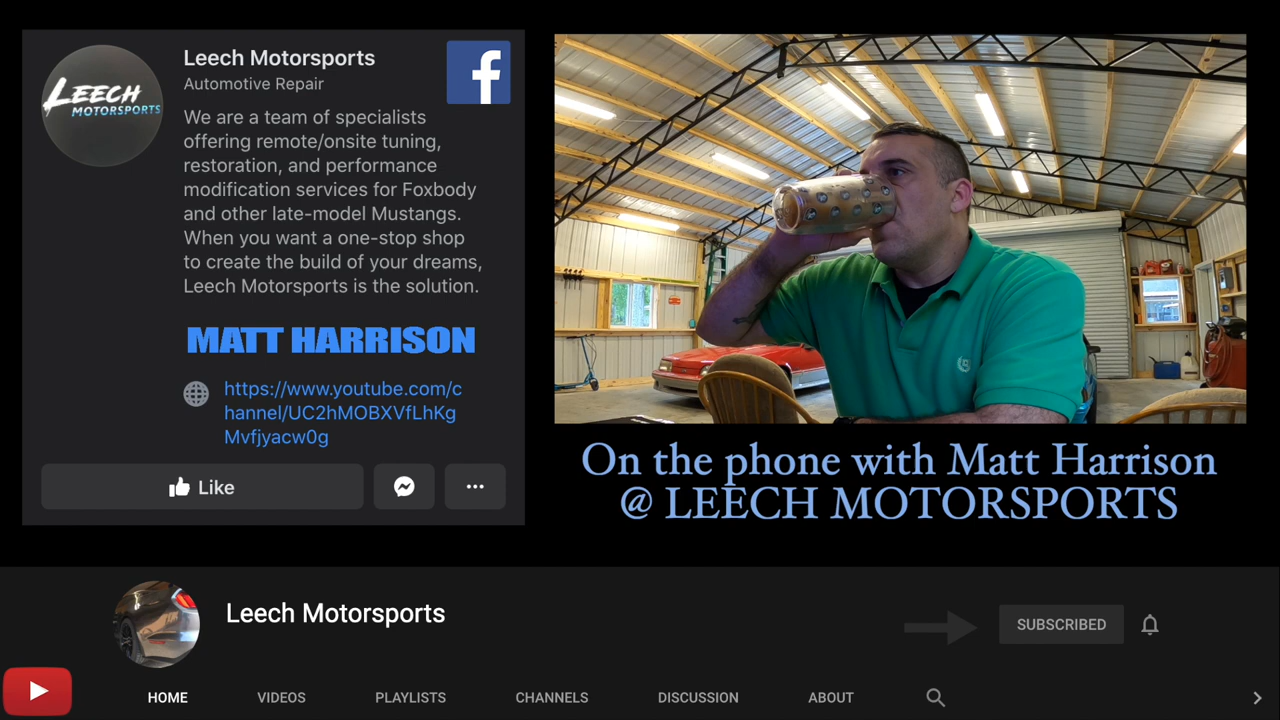 LEECH
MOTORSPORTS
Leech Motorsports
Automotive Repair
f
We are a team of specialists
offering remote/onsite tuning,
restoration, and performance
modification services for Foxbody
and other late-model Mustangs.
When you want a one-stop shop
to create the build of your dreams,
Leech Motorsports is the solution.
MATT HARRISON
https://www.youtube.com/c
hannel/UC2hMOBXVfLhKg
Mvfjyacw0g
Like
On the phone with Matt Harrison
@ LEECH MOTORSPORTS
Leech Motorsports
SUBSCRIBED
HOME VIDEOS PLAYLISTS CHANNELS DISCUSSION ABOUT